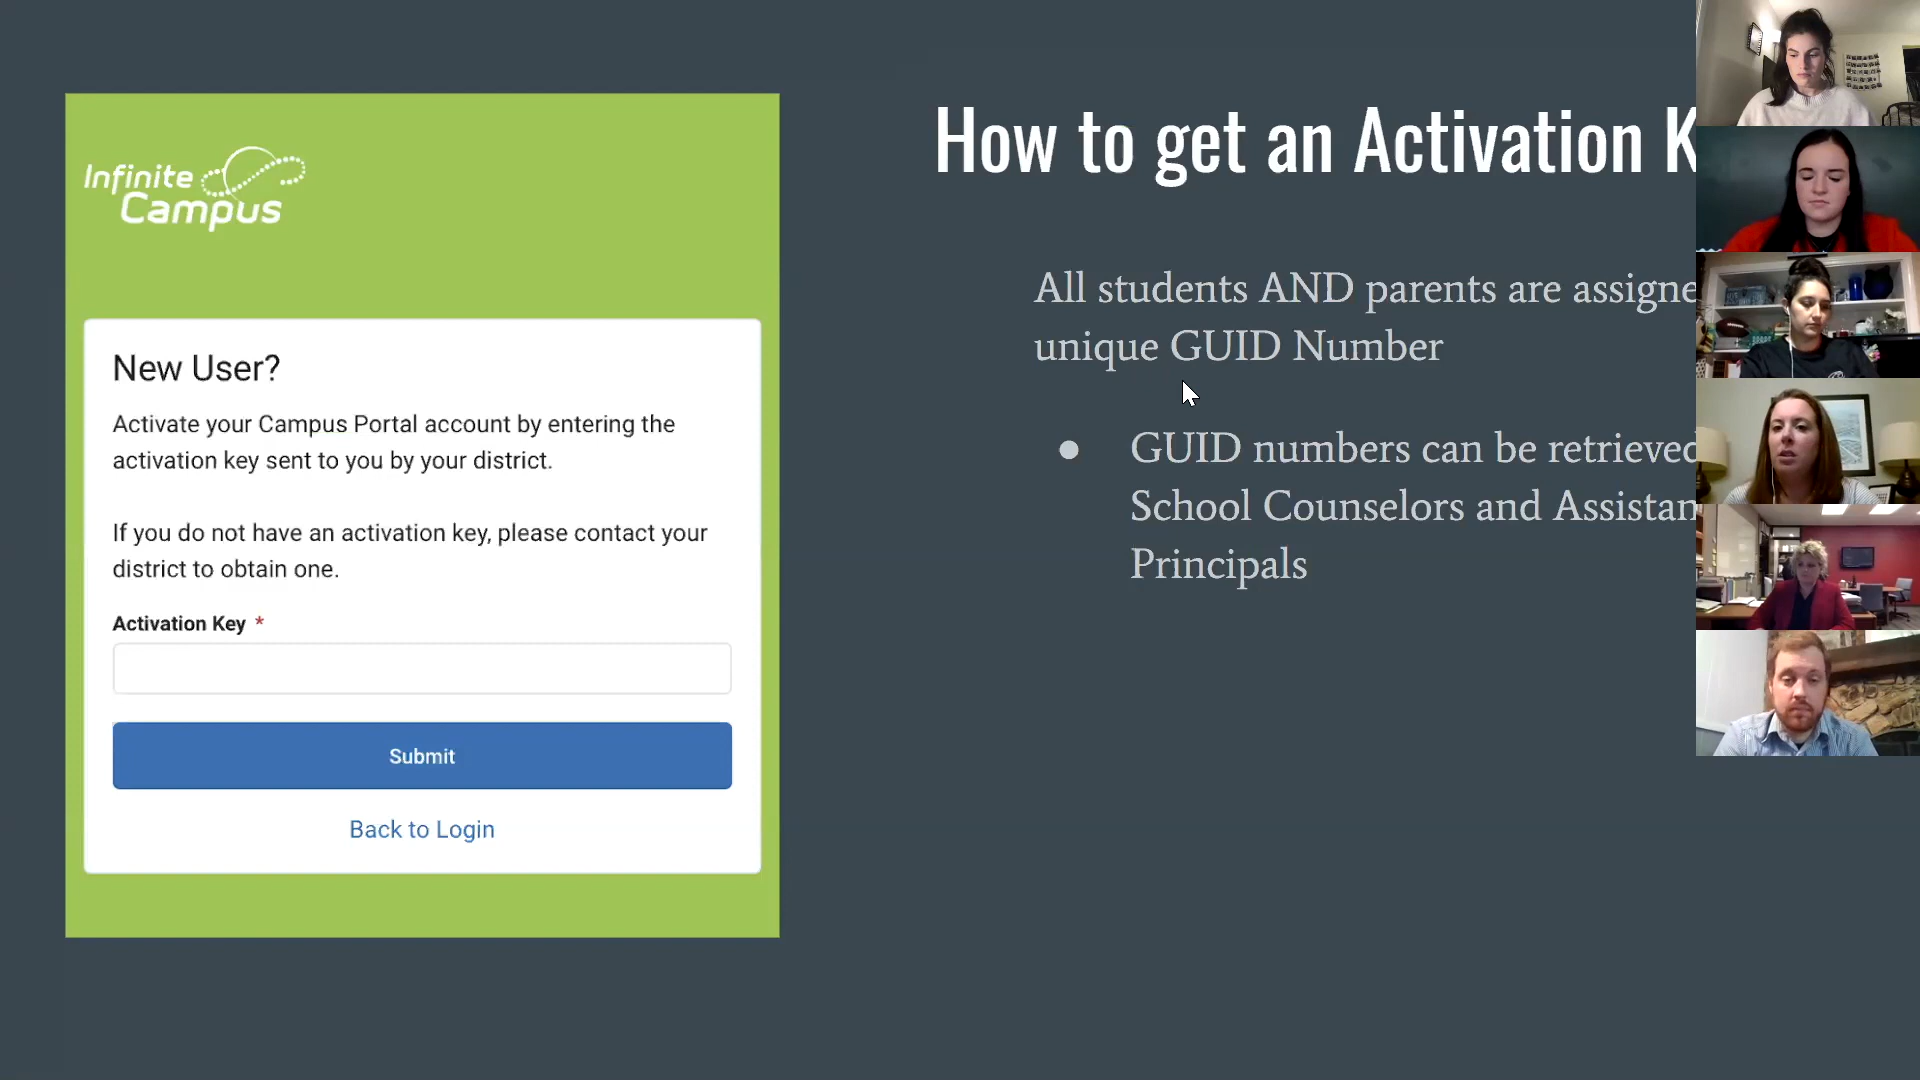 Infinite
Campus
New User?
Activate your Campus Portal account by entering the
activation key sent to you by your district.
If you do not have an activation key, please contact your
district to obtain one.
Activation Key *
Submit
Back to Login
How to get an Activation K
All students AND parents are assigne
unique GUID Number
● GUID numbers can be retrieved
School Counselors and Assistan
Principals